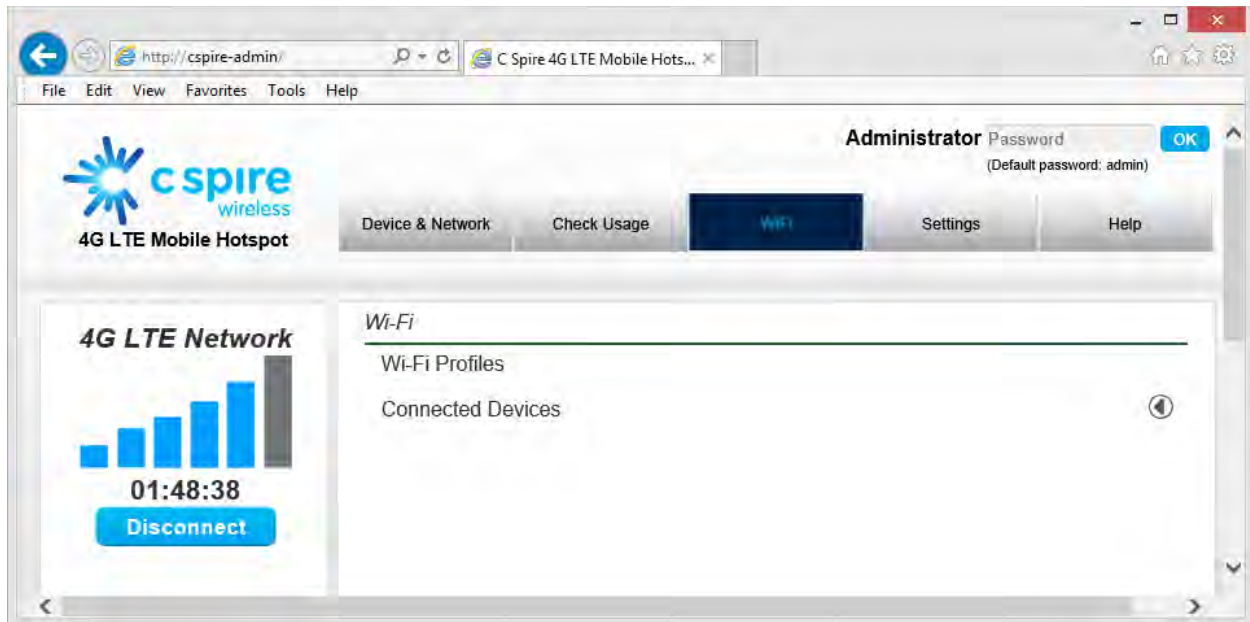 http://cspire-admin/
C Spire 4G LTE Mobile Hots...
File Edit View Favorites Tools Help
c spire
wireless
4G LTE Mobile Hotspot
Administrator Password OK
(Default password: admin)
Device & Network Check Usage WiFi Settings Help
4G LTE Network
01:48:38
Disconnect
Wi-Fi
Wi-Fi Profiles
Connected Devices